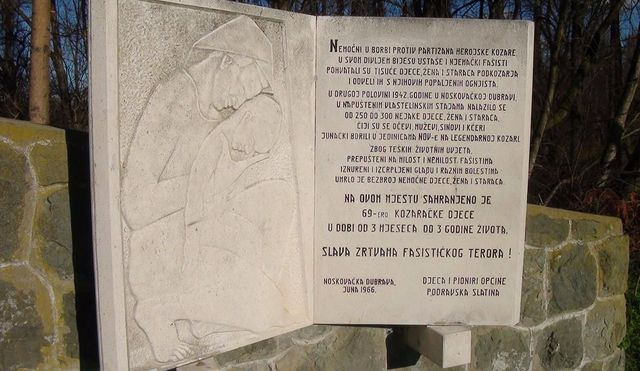 NEMOĆNI U BORBI PROTIV PARTIZANA HEROJSKE KOZARE,
U SVOM DIVLJEM BIJESU USTAŠE I NJEMAČKI FAŠISTI
POHVATALI SU TISUĆE DJECE, ŽENA I STARACA PODKOZARJA
I ODVELI IH S NJIHOVIH POPALJENIH OGNJIŠTA.
U DRUGOJ POLOVINI 1942. GODINE U NOSKOVAČKOJ DUBRAVI,
U NAPUŠTENIM VLASTELINSKIM STAJAMA NALAZILO SE
OD 250 DO 300 NEJAKE DJECE, ŽENA I STARACA,
ČIJI SU SE OČEVI, MUŽEVI, SINOVI I KĆERI
JUNAČKI BORILI U JEDINICAMA NOV-e NA LEGENDARNOJ KOZARI.
ZBOG TEŠKIH ŽIVOTNIH UVJETA,
PREPUŠTENI NA MILOST I NEMILOST FAŠISTIMA
IZNURENI I IZCRPLJENI GLAĐU I RAZNIM BOLESTIMA
UMRLO JE BEZBROJ NEMOĆNE DJECE, ŽENA I STARACA.
NA OVOM MJESTU SAHRANJENO JE
69-ERO KOZARAČKE DJECE
U DOBI OD 3 MJESECA DO 3 GODINE ŽIVOTA.
SLAVA ŽRTVAMA FAŠISTIČKOG TERORA !
NOSKOVAČKA DUBRAVA,
JUNA 1966.
DJECA I PIONIRI OPĆINE
PODRAVSKA SLATINA